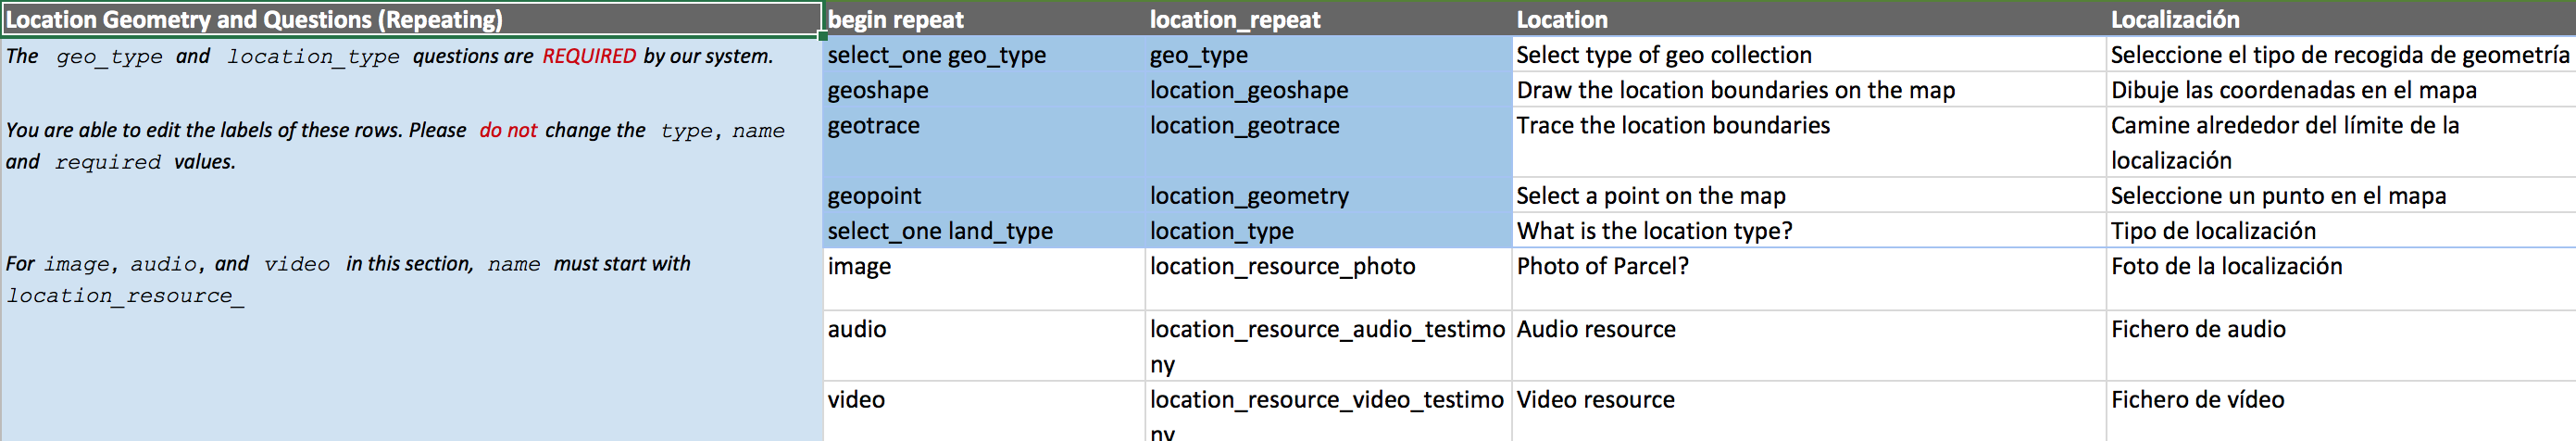 Location Geometry and Questions (Repeating) begin repeat location_repeat Location Localización
The geo_type and location_type questions are REQUIRED by our system. select_one geo_type geo_type Select type of geo collection Seleccione el tipo de recogida de geometría
geoshape location_geoshape Draw the location boundaries on the map Dibuje las coordenadas en el mapa
You are able to edit the labels of these rows. Please do not change the type, name geotrace location_geotrace Trace the location boundaries Camine alrededor del límite de la
and required values. localización
geopoint location_geometry Select a point on the map Seleccione un punto en el mapa
select_one land_type location_type What is the location type? Tipo de localización
For image, audio, and video in this section, name must start with image location_resource_photo Photo of Parcel? Foto de la localización
location_resource_
audio location_resource_audio_testimo Audio resource Fichero de audio
ny
video location_resource_video_testimo Video resource Fichero de vídeo
ny